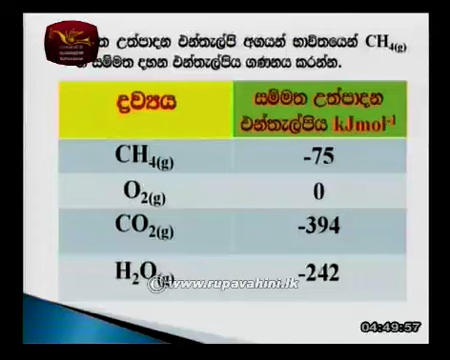 උත්පාදන එන්තැල්පි අගයන් භාවිතයෙන් CH₄(g)
සම්මත දහන එන්තැල්පිය ගණනය කරන්න.
ද්‍රව්‍යය
සම්මත උත්පාදන
එන්තැල්පිය kJmol⁻¹
CH₄(g) -75
O₂(g) 0
CO₂(g) -394
H₂O(g) -242
©www.rupavahini.lk
04:49:57